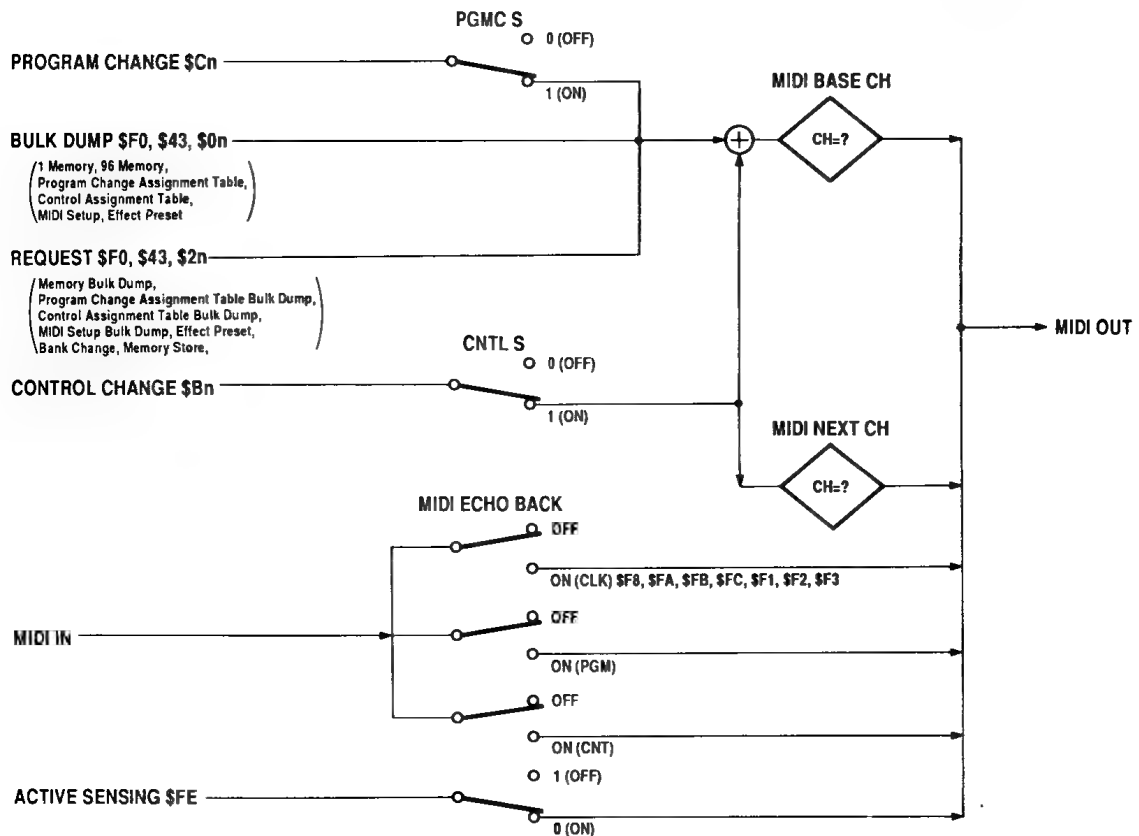 PGMC S
0 (OFF)
PROGRAM CHANGE $Cn
1 (ON)
MIDI BASE CH
CH=?
BULK DUMP $F0, $43, $0n
1 Memory, 96 Memory,
Program Change Assignment Table,
Control Assignment Table,
MIDI Setup, Effect Preset
REQUEST $F0, $43, $2n
Memory Bulk Dump,
Program Change Assignment Table Bulk Dump,
Control Assignment Table Bulk Dump,
MIDI Setup Bulk Dump, Effect Preset,
Bank Change, Memory Store,
MIDI OUT
CNTL S
0 (OFF)
CONTROL CHANGE $Bn
1 (ON)
MIDI NEXT CH
CH=?
MIDI ECHO BACK
OFF
ON (CLK) $F8, $FA, $FB, $FC, $F1, $F2, $F3
OFF
MIDI IN
ON (PGM)
OFF
ON (CNT)
1 (OFF)
ACTIVE SENSING $FE
0 (ON)